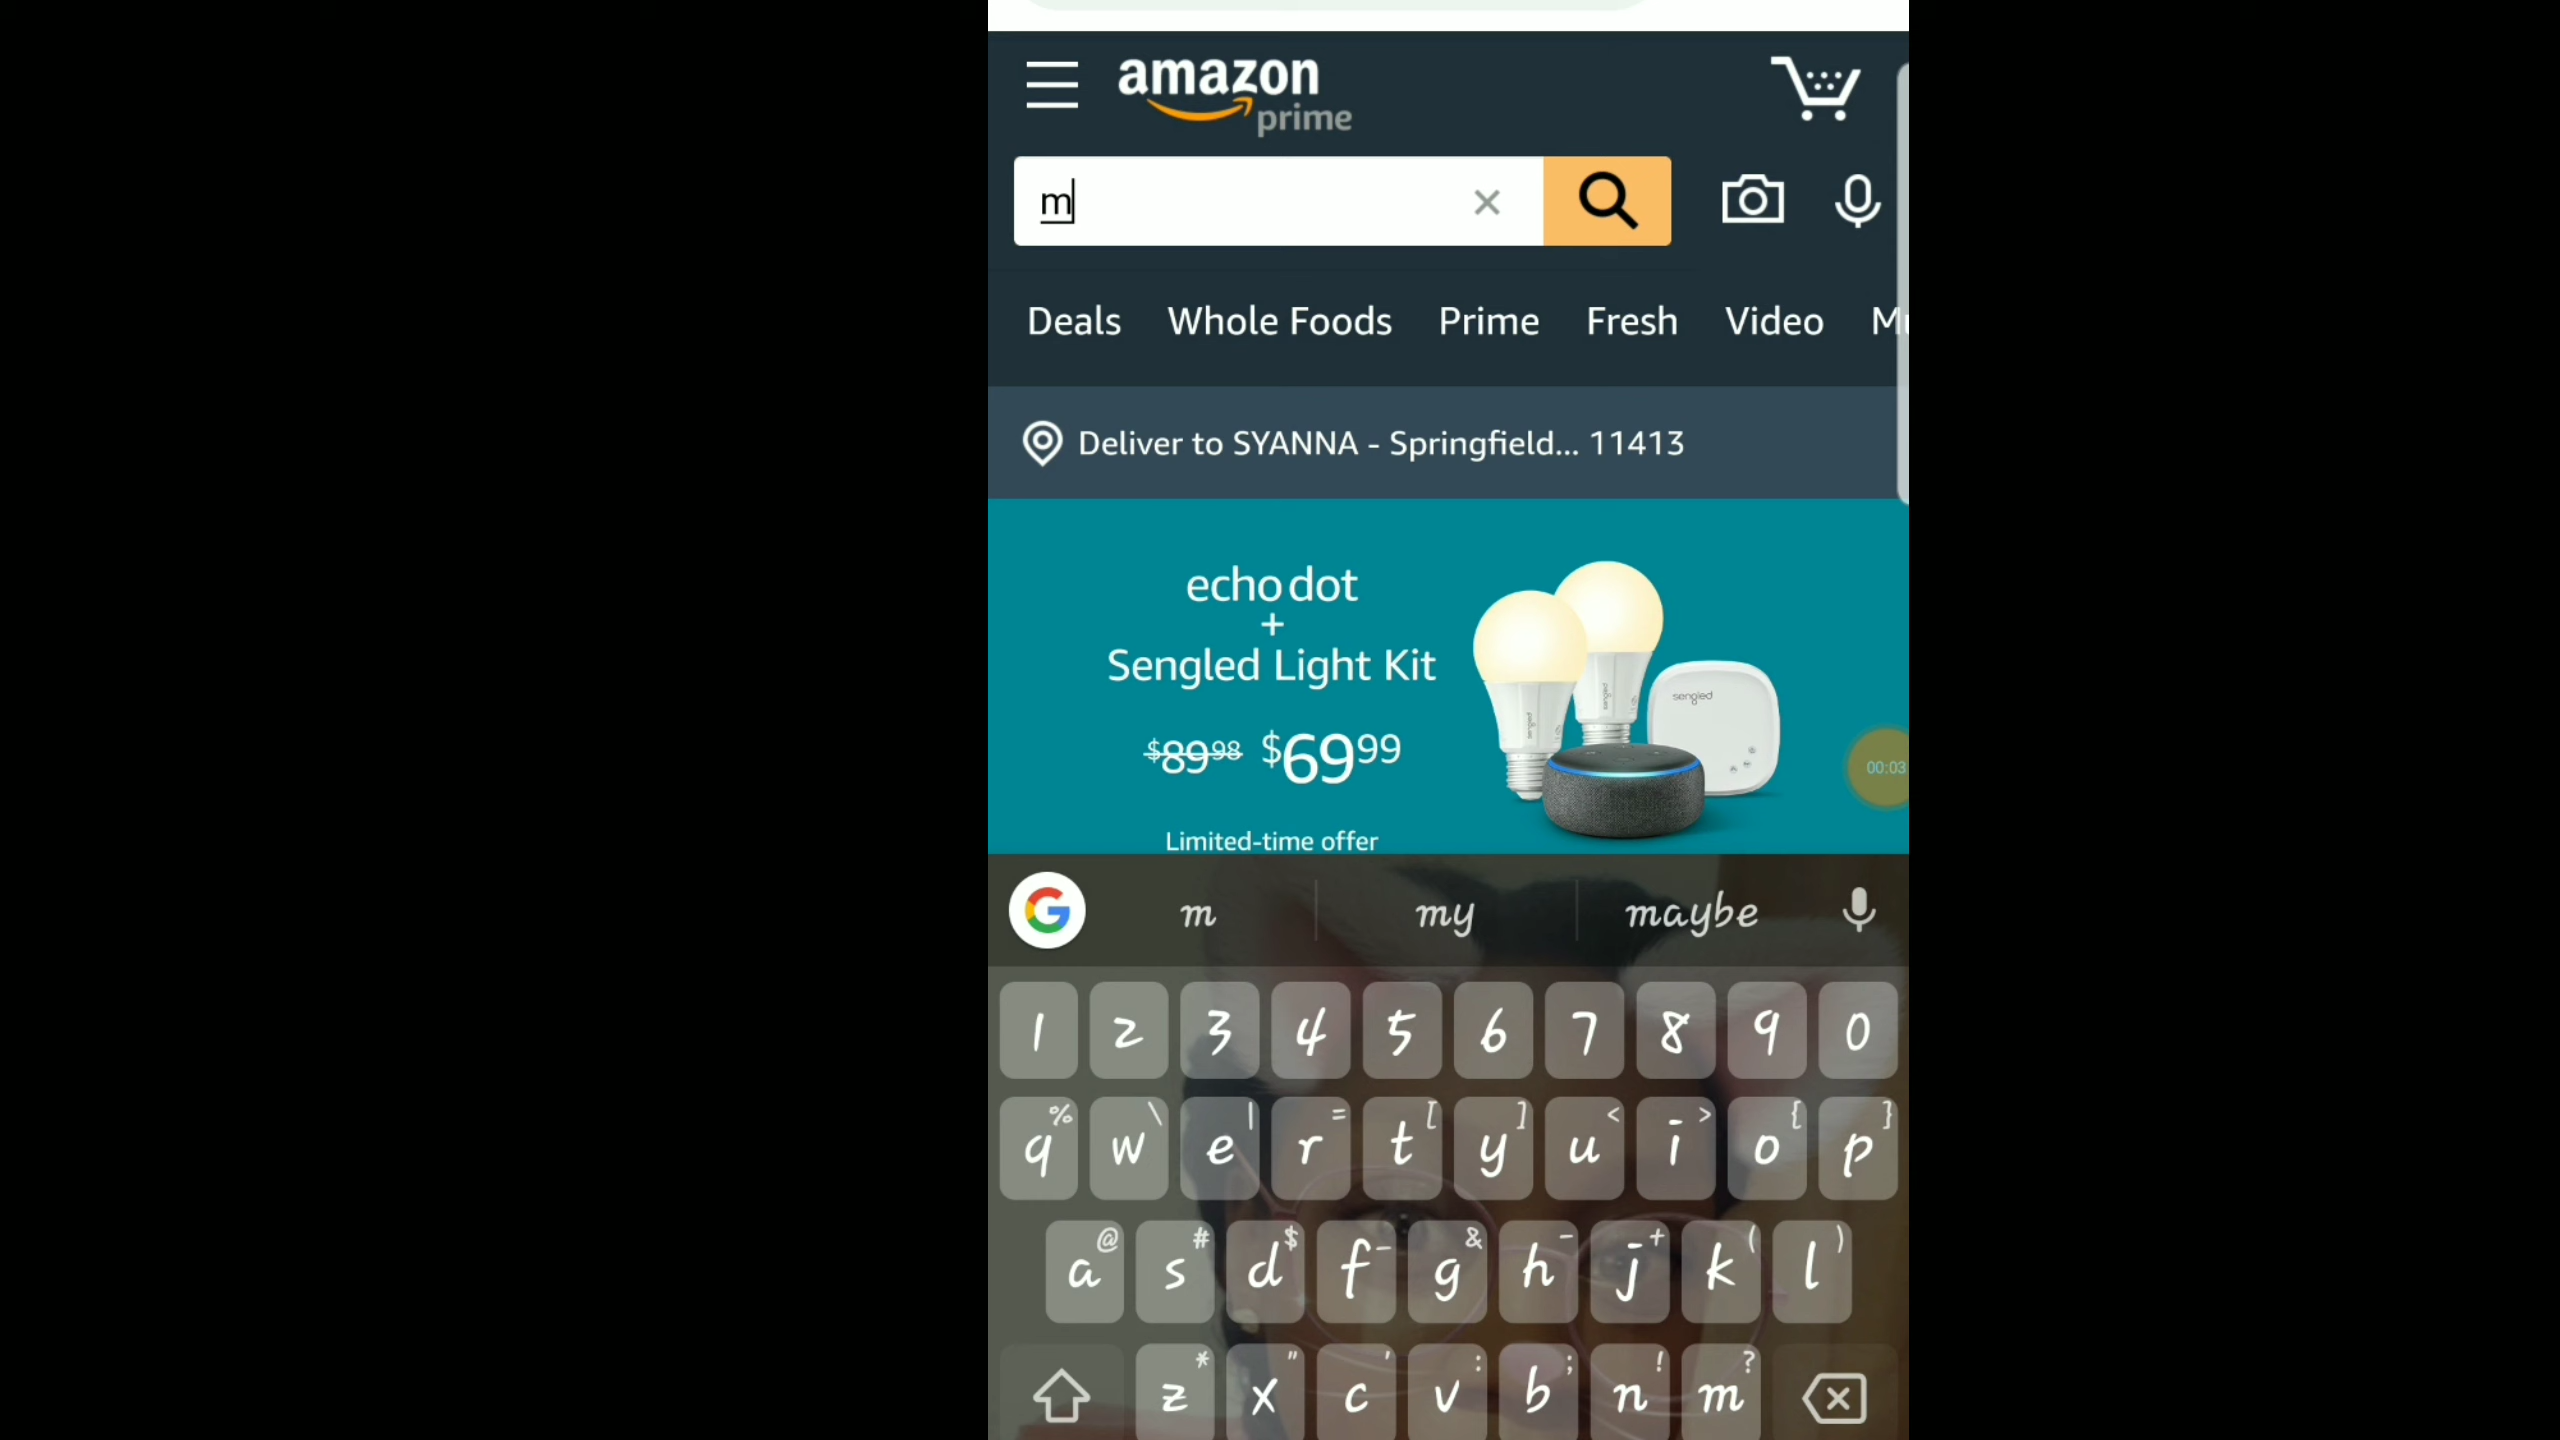 amazon
prime
m
Deals Whole Foods Prime Fresh Video
Deliver to SYANNA - Springfield... 11413
echo dot
+
Sengled Light Kit
$89 98 $69 99
sengled
00:03
Limited-time offer
G m my maybe
1 2 3 4 5 6 7 8 9 0
% \ | = [ ] < > { }
q w e r t y u i o p
@ # $ - & - + ( )
a s d f g h j k l
* " ' : ; ! ?
z x c v b n m